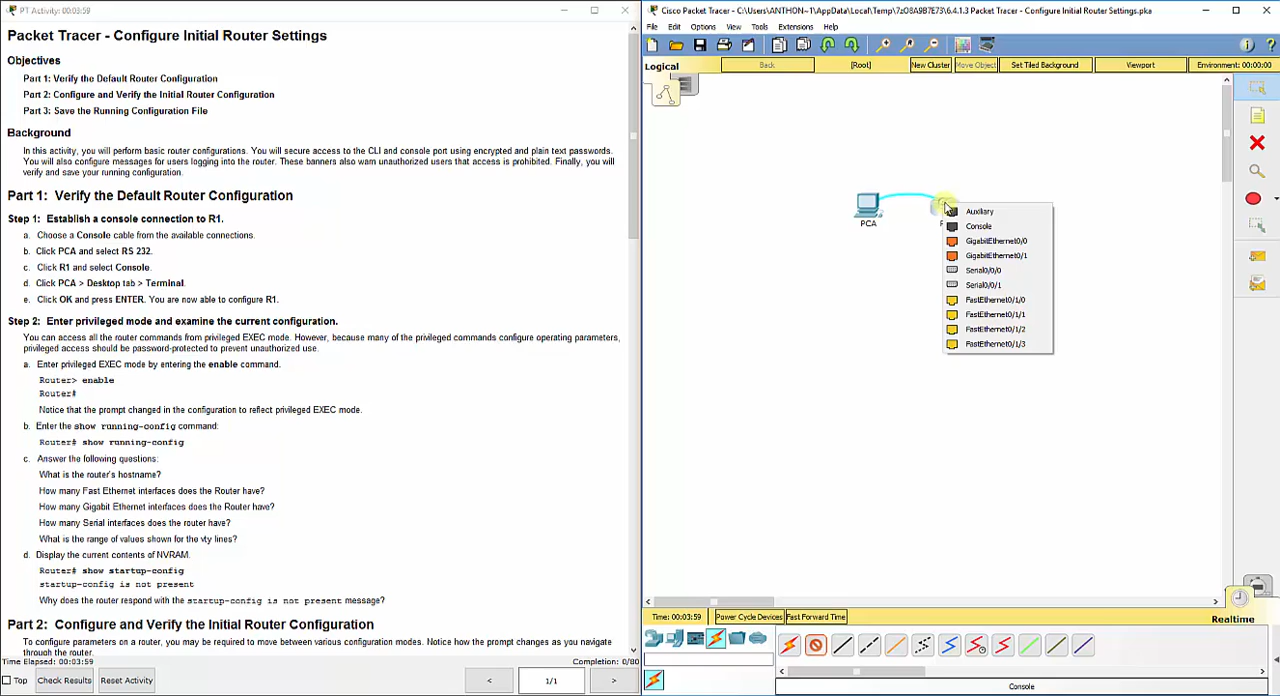 PT Activity: 00:03:59
Packet Tracer - Configure Initial Router Settings
Objectives
Part 1: Verify the Default Router Configuration
Part 2: Configure and Verify the Initial Router Configuration
Part 3: Save the Running Configuration File
Background
In this activity, you will perform basic router configurations. You will secure access to the CLI and console port using encrypted and plain text passwords.
You will also configure messages for users logging into the router. These banners also warn unauthorized users that access is prohibited. Finally, you will
verify and save your running configuration.
Part 1: Verify the Default Router Configuration
Step 1: Establish a console connection to R1.
a. Choose a Console cable from the available connections.
b. Click PCA and select RS 232.
c. Click R1 and select Console.
d. Click PCA > Desktop tab > Terminal.
e. Click OK and press ENTER. You are now able to configure R1.
Step 2: Enter privileged mode and examine the current configuration.
You can access all the router commands from privileged EXEC mode. However, because many of the privileged commands configure operating parameters,
privileged access should be password-protected to prevent unauthorized use.
a. Enter privileged EXEC mode by entering the enable command.
Router> enable
Router#
Notice that the prompt changed in the configuration to reflect privileged EXEC mode.
b. Enter the show running-config command:
Router# show running-config
c. Answer the following questions:
What is the router's hostname?
How many Fast Ethernet interfaces does the Router have?
How many Gigabit Ethernet interfaces does the Router have?
How many Serial interfaces does the router have?
What is the range of values shown for the vty lines?
d. Display the current contents of NVRAM.
Router# show startup-config
startup-config is not present
Why does the router respond with the startup-config is not present message?
Part 2: Configure and Verify the Initial Router Configuration
To configure parameters on a router, you may be required to move between various configuration modes. Notice how the prompt changes as you navigate
through the router.
Time Elapsed: 00:03:59 Completion: 0/80
Top Check Results Reset Activity < 1/1 >
Cisco Packet Tracer - C:\Users\ANTHON~1\AppData\Local\Temp\7zO8A9B7E73\6.4.1.3 Packet Tracer - Configure Initial Router Settings.pka
File Edit Options View Tools Extensions Help
Logical Back [Root] New Cluster Move Object Set Tiled Background Viewport Environment: 00:00:00
PCA
Auxiliary
Console
GigabitEthernet0/0
GigabitEthernet0/1
Serial0/0/0
Serial0/0/1
FastEthernet0/1/0
FastEthernet0/1/1
FastEthernet0/1/2
FastEthernet0/1/3
Time: 00:03:59 Power Cycle Devices Fast Forward Time Realtime
Console